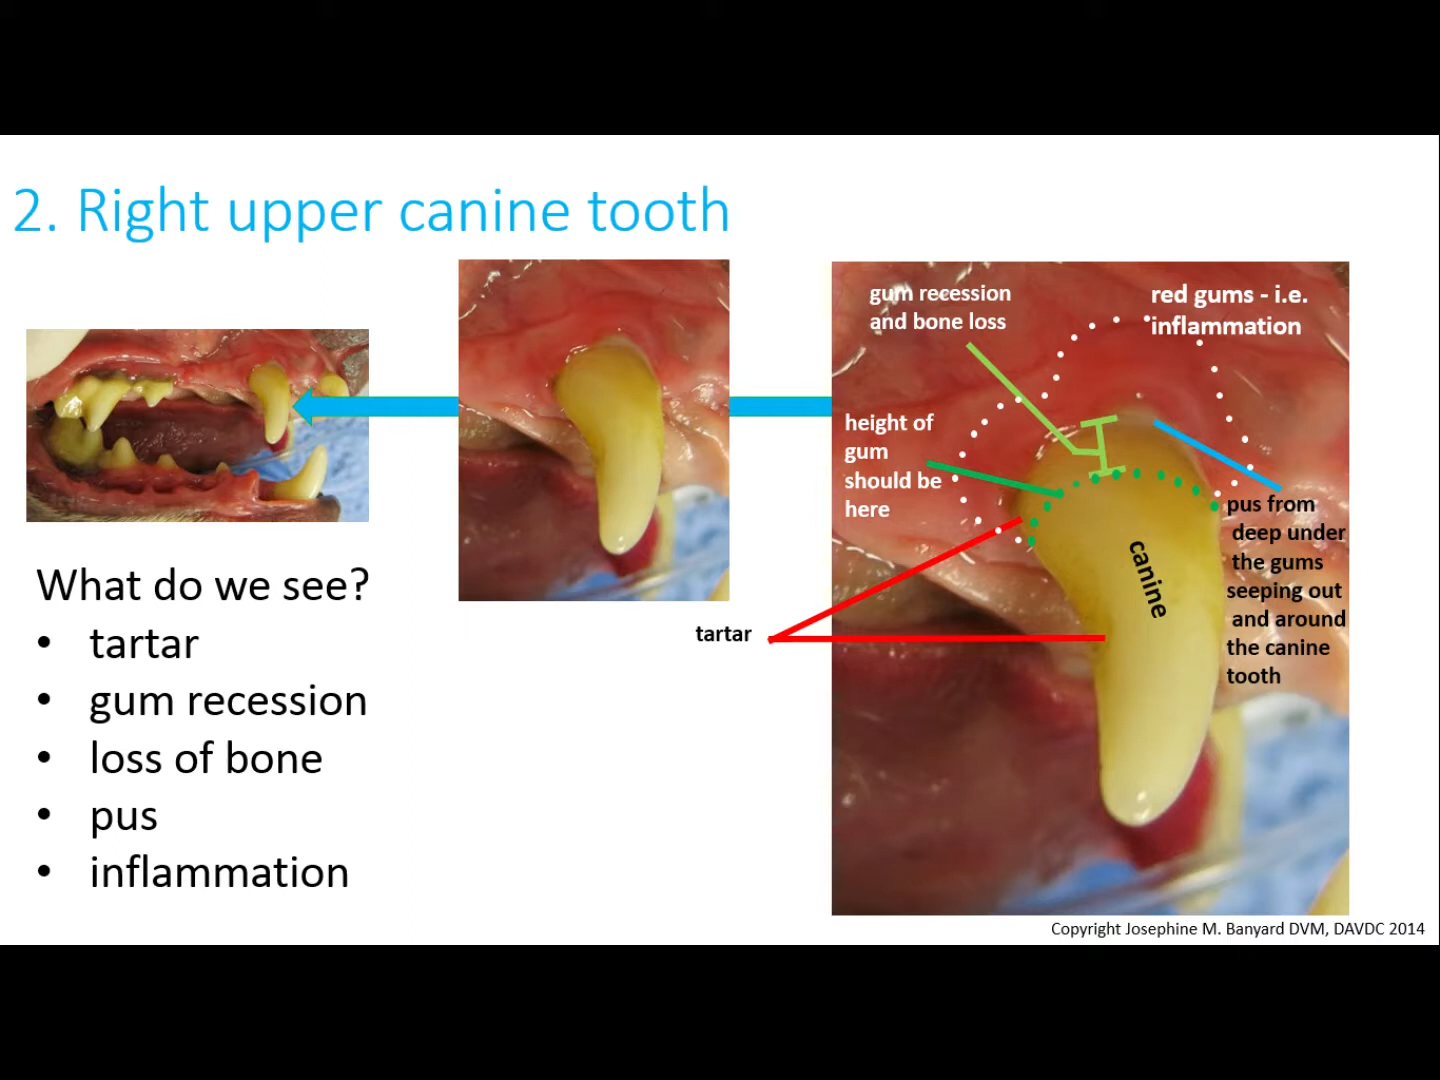 2. Right upper canine tooth
What do we see?
• tartar
• gum recession
• loss of bone
• pus
• inflammation
tartar
gum recession
and bone loss
red gums - i.e.
inflammation
height of
gum
should be
here
canine
pus from
deep under
the gums
seeping out
and around
the canine
tooth
Copyright Josephine M. Banyard DVM, DAVDC 2014